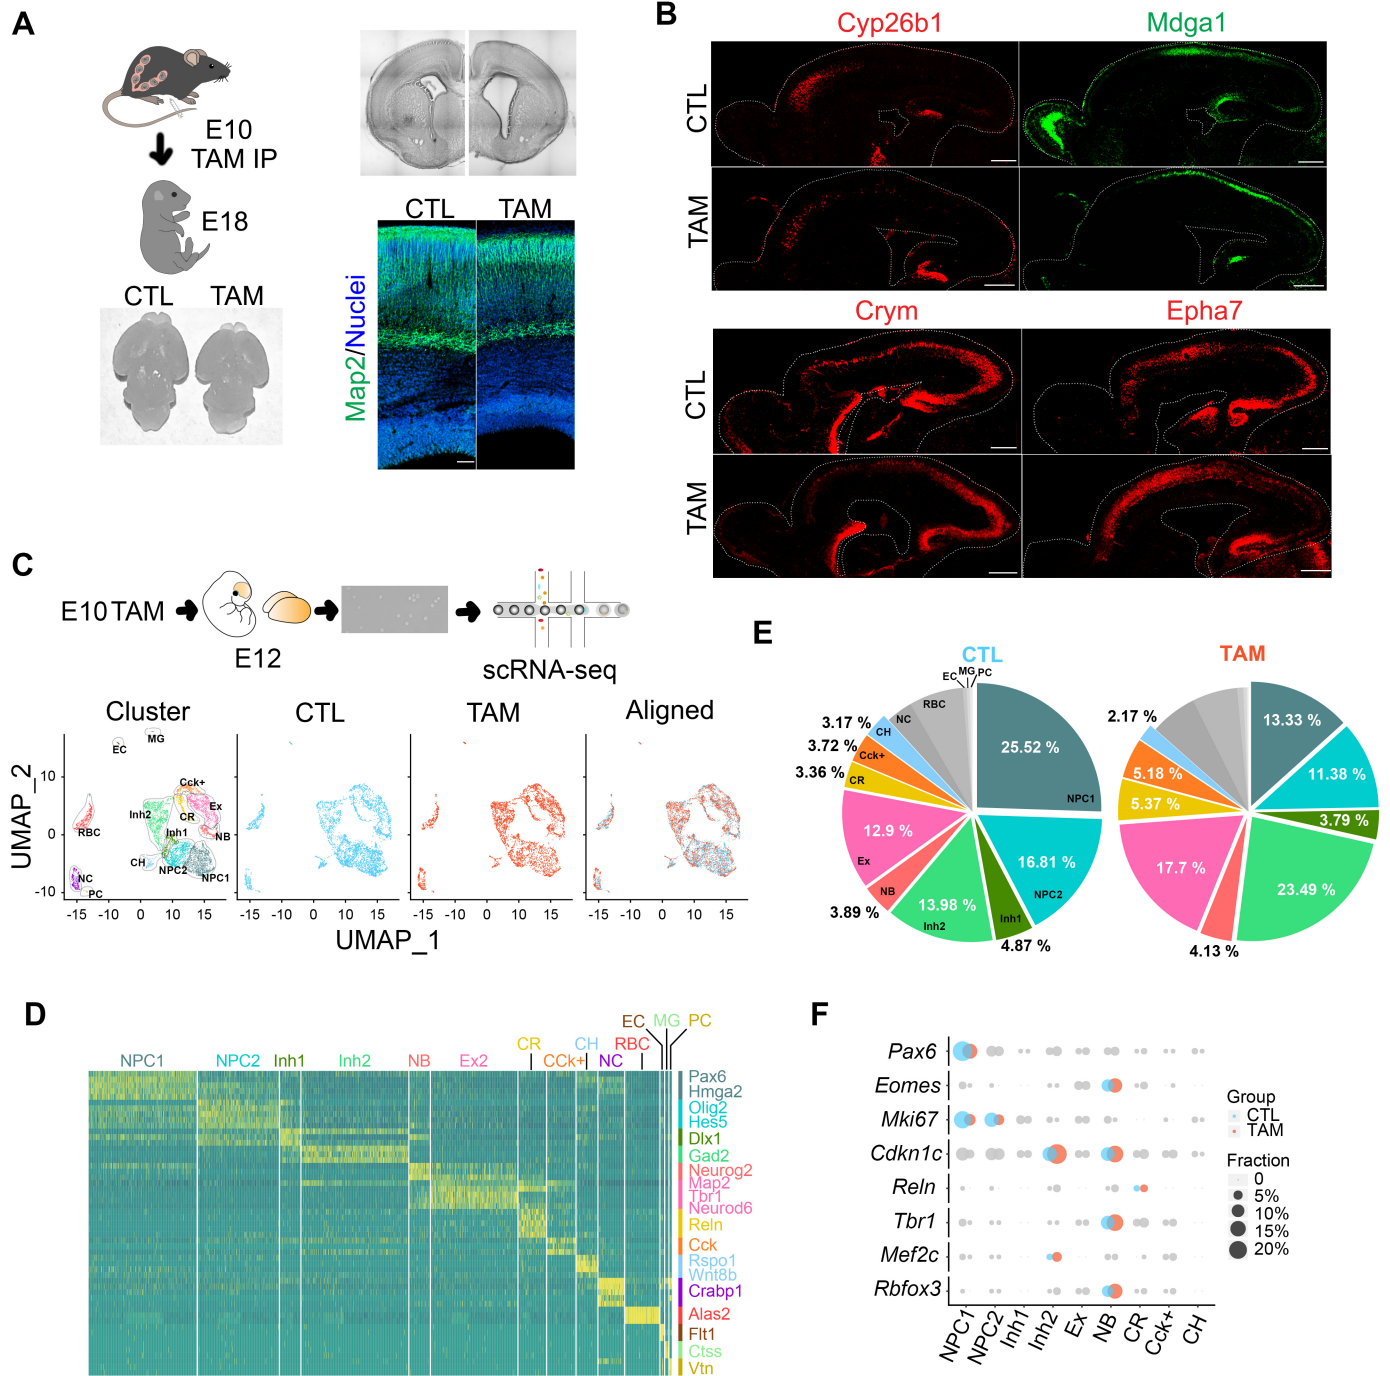 A
E10
TAM IP
E18
CTL
TAM
CTL
TAM
Map2/Nuclei
B
Cyp26b1
Mdga1
CTL
TAM
Crym
Epha7
CTL
TAM
C
E10 TAM
E12
scRNA-seq
Cluster
CTL
TAM
Aligned
UMAP_2
10
0
-10
EC
MG
Cck+
Ex
Inh2
CR
RBC
Inh1
NB
CH
NPC2
NPC1
NC
PC
-15
0
10
15
-15
0
10
15
-15
0
10
15
-15
0
10
15
UMAP_1
E
CTL
TAM
EC
MG
PC
RBC
NC
3.17 %
CH
3.72 %
Cck+
3.36 %
CR
25.52 %
NPC1
12.9 %
Ex
16.81 %
NPC2
NB
3.89 %
13.98 %
Inh2
Inh1
4.87 %
2.17 %
13.33 %
5.18 %
11.38 %
5.37 %
3.79 %
17.7 %
23.49 %
4.13 %
D
EC
MG
PC
CR
CH
RBC
NPC1
NPC2
Inh1
Inh2
NB
Ex2
CCk+
NC
Pax6
Hmga2
Olig2
Hes5
Dlx1
Gad2
Neurog2
Map2
Tbr1
Neurod6
Reln
Cck
Rspo1
Wnt8b
Crabp1
Alas2
Flt1
Ctss
Vtn
F
Pax6
Eomes
Mki67
Cdkn1c
Reln
Tbr1
Mef2c
Rbfox3
NPC1
NPC2
Inh1
Inh2
Ex
NB
CR
Cck+
CH
Group
CTL
TAM
Fraction
0
5%
10%
15%
20%